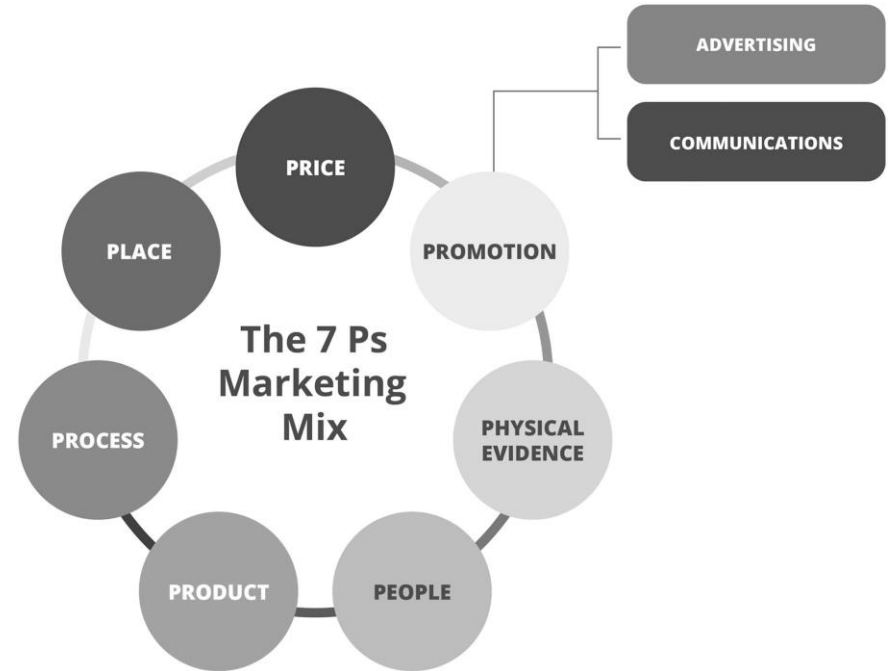 ADVERTISING
COMMUNICATIONS
PRICE
PLACE
PROMOTION
The 7 Ps
Marketing
Mix
PROCESS
PHYSICAL
EVIDENCE
PRODUCT
PEOPLE